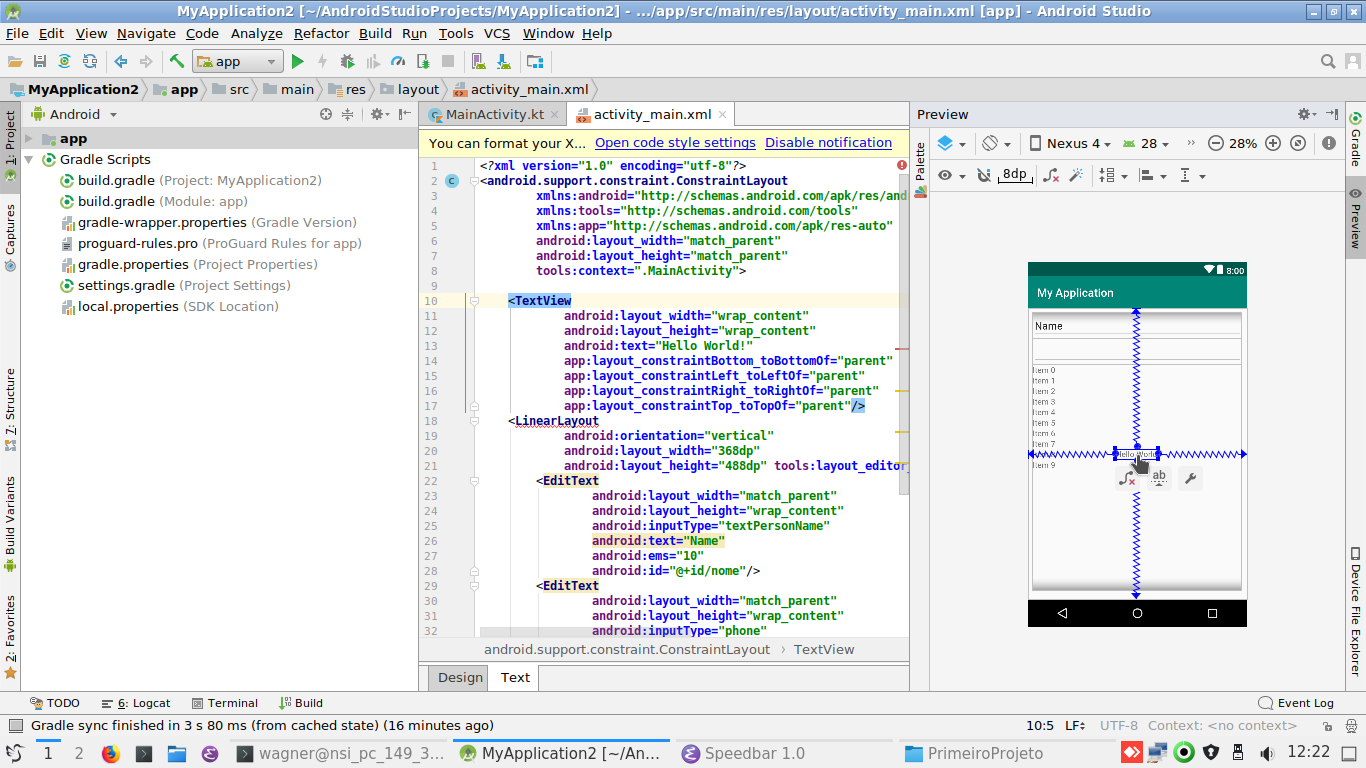 MyApplication2 [~/AndroidStudioProjects/MyApplication2] - .../app/src/main/res/layout/activity_main.xml [app] - Android Studio
File Edit View Navigate Code Analyze Refactor Build Run Tools VCS Window Help
app
MyApplication2 app src main res layout activity_main.xml
1: Project
Captures
7: Structure
Build Variants
2: Favorites
Android
app
Gradle Scripts
build.gradle (Project: MyApplication2)
build.gradle (Module: app)
gradle-wrapper.properties (Gradle Version)
proguard-rules.pro (ProGuard Rules for app)
gradle.properties (Project Properties)
settings.gradle (Project Settings)
local.properties (SDK Location)
MainActivity.kt activity_main.xml
You can format your X... Open code style settings Disable notification
1 <?xml version="1.0" encoding="utf-8"?>
2 <android.support.constraint.ConstraintLayout
3 xmlns:android="http://schemas.android.com/apk/res/and
4 xmlns:tools="http://schemas.android.com/tools"
5 xmlns:app="http://schemas.android.com/apk/res-auto"
6 android:layout_width="match_parent"
7 android:layout_height="match_parent"
8 tools:context=".MainActivity">
9
10 <TextView
11 android:layout_width="wrap_content"
12 android:layout_height="wrap_content"
13 android:text="Hello World!"
14 app:layout_constraintBottom_toBottomOf="parent"
15 app:layout_constraintLeft_toLeftOf="parent"
16 app:layout_constraintRight_toRightOf="parent"
17 app:layout_constraintTop_toTopOf="parent"/>
18 <LinearLayout
19 android:orientation="vertical"
20 android:layout_width="368dp"
21 android:layout_height="488dp" tools:layout_editor
22 <EditText
23 android:layout_width="match_parent"
24 android:layout_height="wrap_content"
25 android:inputType="textPersonName"
26 android:text="Name"
27 android:ems="10"
28 android:id="@+id/nome"/>
29 <EditText
30 android:layout_width="match_parent"
31 android:layout_height="wrap_content"
32 android:inputType="phone"
android.support.constraint.ConstraintLayout › TextView
Design Text
Preview
Palette
Nexus 4 28 28%
8dp
8:00
My Application
Name
Item 0
Item 1
Item 2
Item 3
Item 4
Item 5
Item 6
Item 7
Hello World!
Item 9
ab
Gradle
Preview
Device File Explorer
TODO 6: Logcat Terminal Build Event Log
Gradle sync finished in 3 s 80 ms (from cached state) (16 minutes ago) 10:5 LF UTF-8 Context: <no context>
1 2 wagner@nsi_pc_149_3... MyApplication2 [~/An... Speedbar 1.0 PrimeiroProjeto 12:22